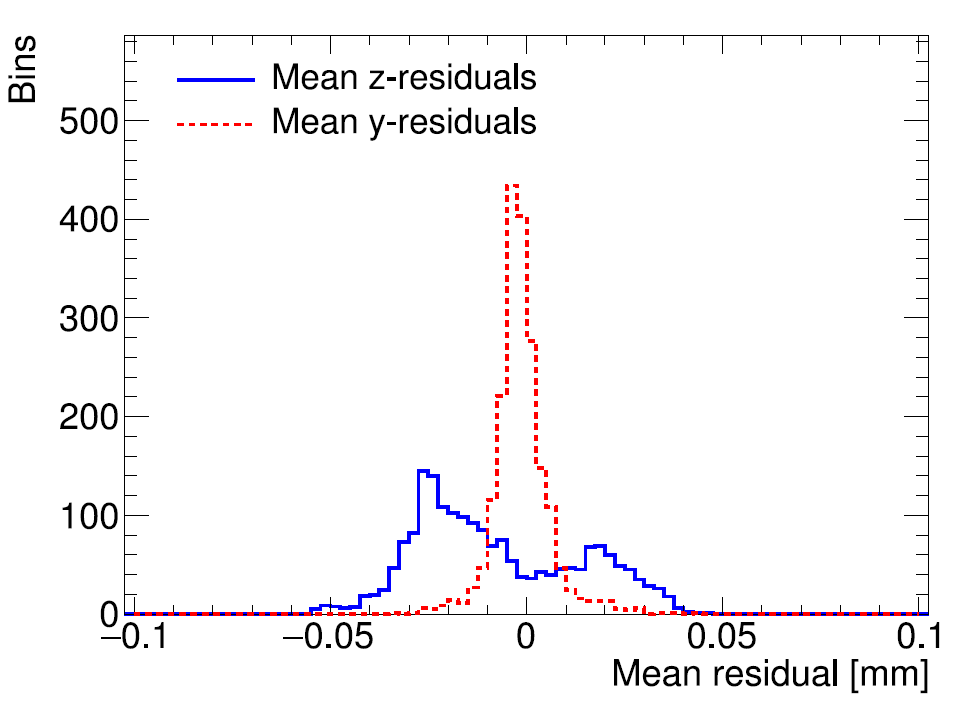 Bins
Mean z-residuals
Mean y-residuals
500
400
300
200
100
0
−0.1 −0.05 0 0.05 0.1
Mean residual [mm]